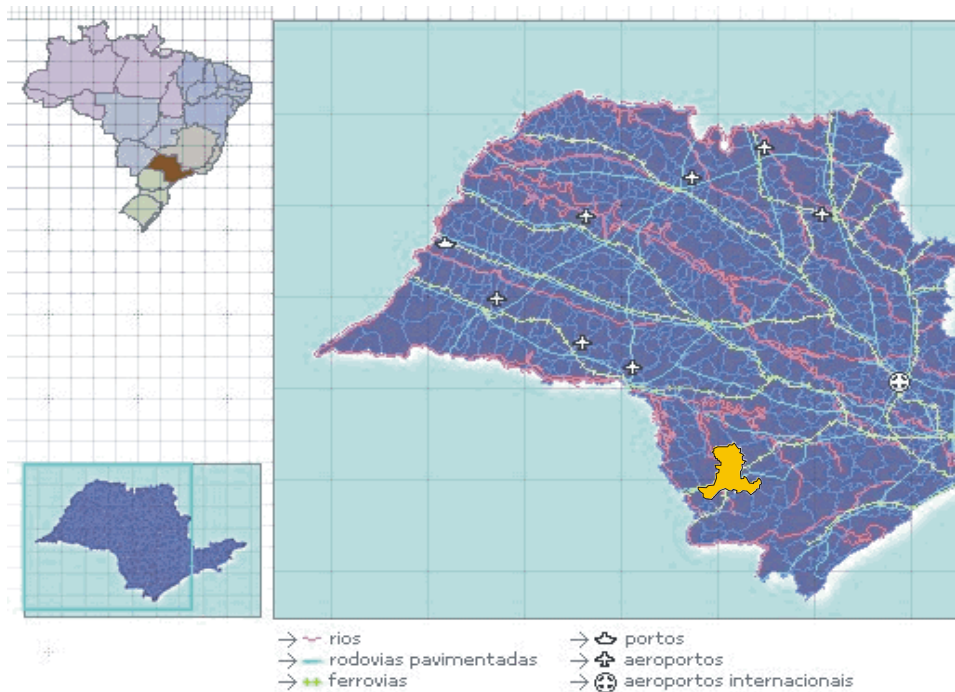 rios
rodovias pavimentadas
ferrovias
portos
aeroportos
aeroportos internacionais